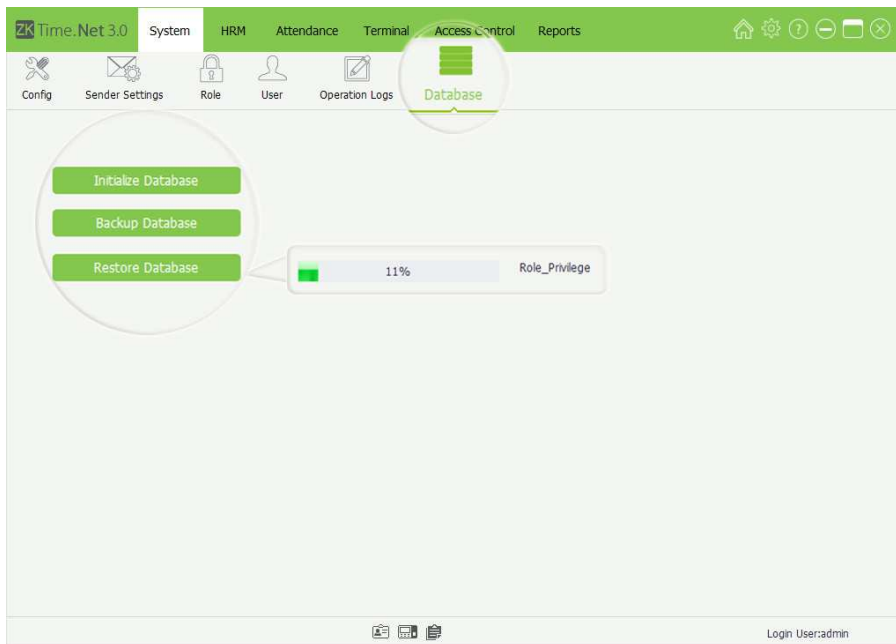 ZK Time.Net 3.0 System HRM Attendance Terminal Access Control Reports
Config Sender Settings Role User Operation Logs Database
Initialize Database
Backup Database
Restore Database
11% Role_Privilege
Login User:admin